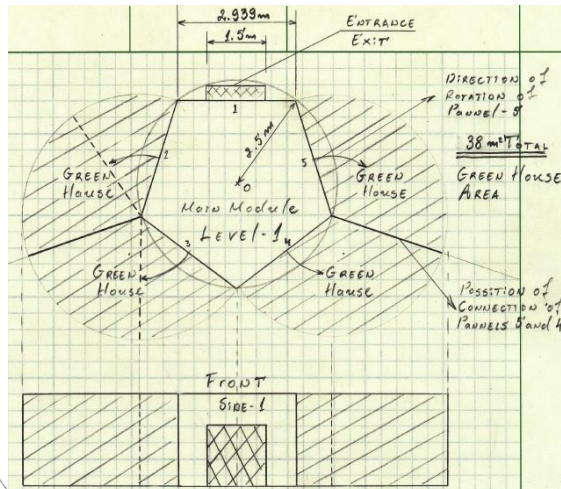 2.939m
1.5m
ENTRANCE
EXIT
DIRECTION of
ROTATION of
PANNEL-5
38 m² TOTAL
GREEN HOUSE
AREA
1
2
5
2.5m
O
GREEN
House
GREEN
House
Main Module
LEVEL-1
3
4
GREEN
House
GREEN
House
POSSITION of
CONNECTION of
PANNELS 5 and 4
FRONT
SIDE-1